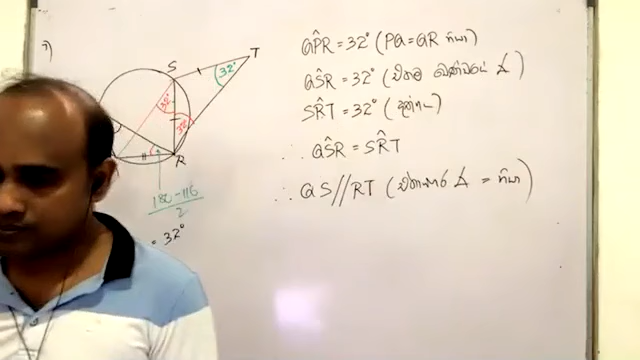 7)
S
T
32°
32°
32°
R
180 - 116
2
= 32°
QP̂R = 32° (PQ = QR නිසා)
QŜR = 32° (එකම ඛණ්ඩයේ ∡)
SR̂T = 32° (දත්තය)
∴ QŜR = SR̂T
∴ QS // RT (ඒකාන්තර ∡ = නිසා)